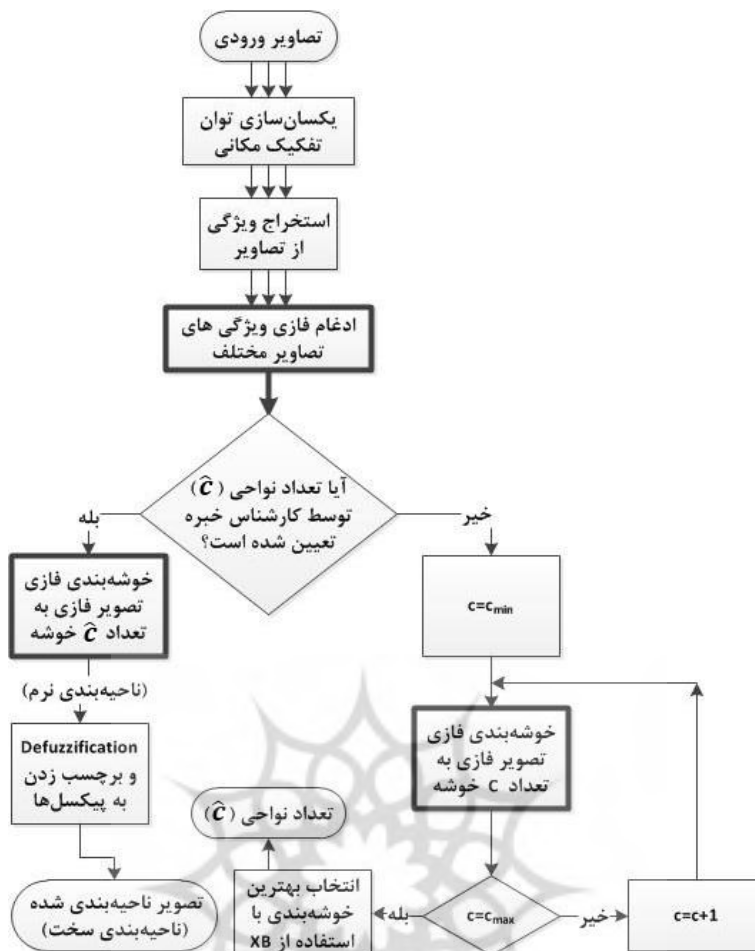 تصاویر ورودی
یکسان‌سازی توان
تفکیک مکانی
استخراج ویژگی
از تصاویر
ادغام فازی ویژگی های
تصاویر مختلف
آیا تعداد نواحی (ĉ)
توسط کارشناس خبره
تعیین شده است؟
بله
خیر
خوشه‌بندی فازی
تصویر فازی به
تعداد ĉ خوشه
(ناحیه‌بندی نرم)
Defuzzification
و برچسب زدن
به پیکسل‌ها
تصویر ناحیه‌بندی شده
(ناحیه‌بندی سخت)
c=cmin
خوشه‌بندی فازی
تصویر فازی به
تعداد C خوشه
c=cmax
خیر
c=c+1
بله
انتخاب بهترین
خوشه‌بندی با
استفاده از XB
تعداد نواحی (ĉ)